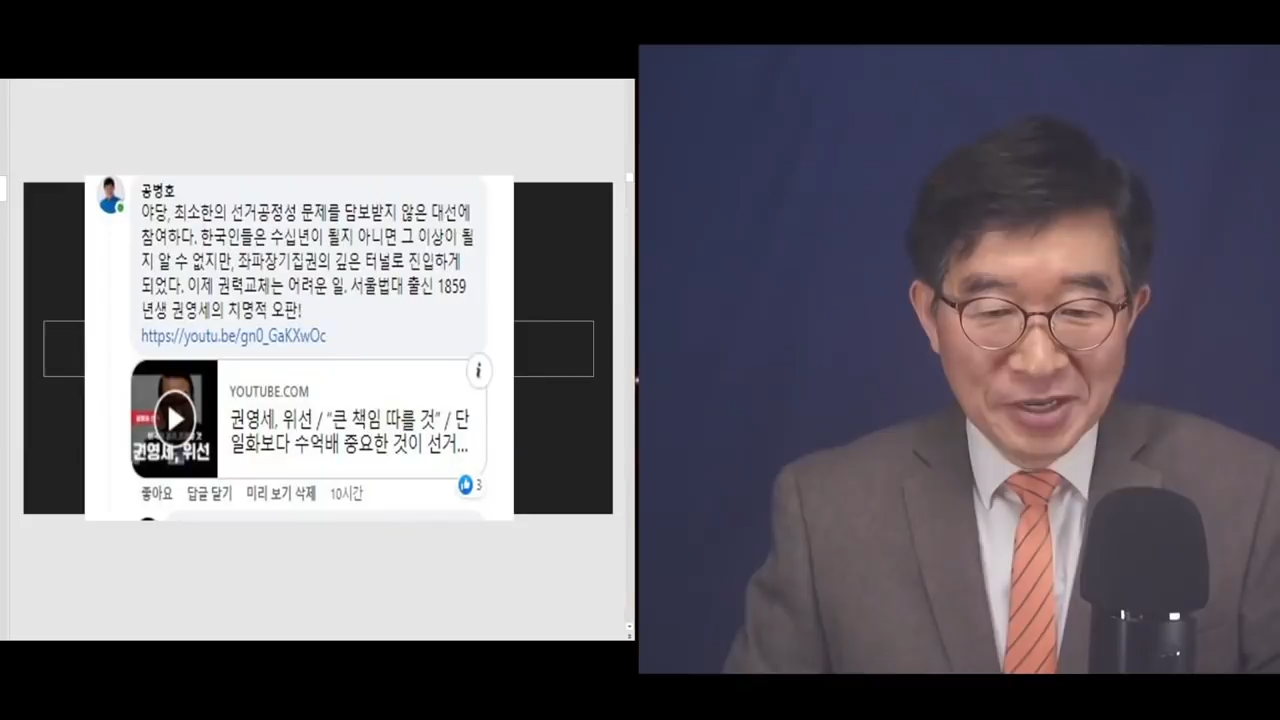 공병호
야당, 최소한의 선거공정성 문제를 담보받지 않은 대선에
참여하다. 한국인들은 수십년이 될지 아니면 그 이상이 될
지 알 수 없지만, 좌파장기집권의 깊은 터널로 진입하게
되었다. 이제 권력교체는 어려운 일. 서울법대 출신 1859
년생 권영세의 치명적 오판!
https://youtu.be/gn0_GaKXwOc
YOUTUBE.COM
권영세, 위선 / “큰 책임 따를 것” / 단
일화보다 수억배 중요한 것이 선거...
권영세, 위선
좋아요 답글 달기 미리 보기 삭제 10시간
3